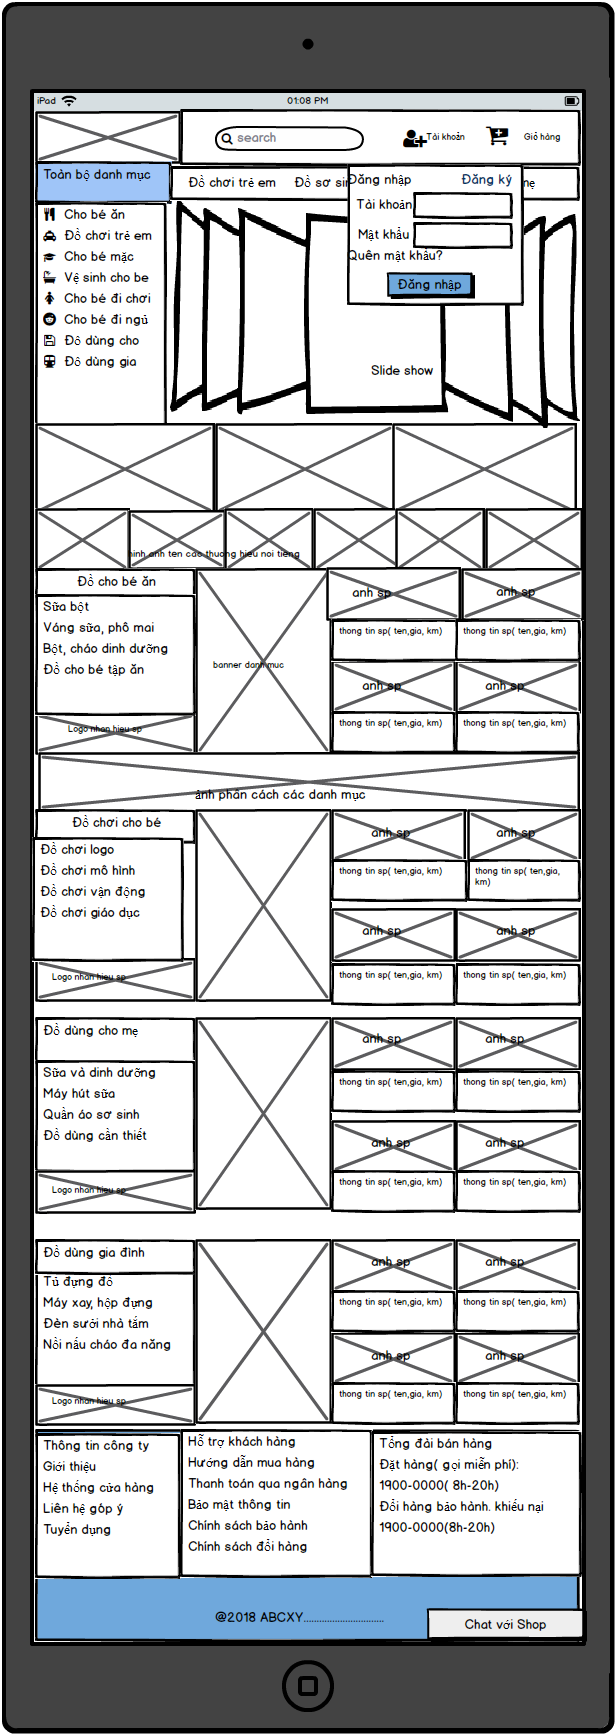 iPad
01:08 PM
search
Tài khoản
Giỏ hàng
Toàn bộ danh mục
Đồ chơi trẻ em
Đồ sơ sin
mẹ
Đăng nhập
Đăng ký
Tài khoản
Mật khẩu
Quên mật khẩu?
Đăng nhập
Cho bé ăn
Đồ chơi trẻ em
Cho bé mặc
Vệ sinh cho be
Cho bé đi chơi
Cho bé đi ngủ
Đồ dùng cho
Đồ dùng gia
Slide show
hinh anh ten cac thuong hieu noi tieng
Đồ cho bé ăn
Sữa bột
Váng sữa, phô mai
Bột, cháo dinh dưỡng
Đồ cho bé tập ăn
Logo nhan hieu sp
banner danh muc
anh sp
anh sp
thong tin sp( ten,gia, km)
thong tin sp( ten,gia, km)
anh sp
anh sp
thong tin sp( ten,gia, km)
thong tin sp( ten,gia, km)
ảnh phân cách các danh mục
Đồ chơi cho bé
Đồ chơi logo
Đồ chơi mô hình
Đồ chơi vận động
Đồ chơi giáo dục
Logo nhan hieu sp
anh sp
anh sp
thong tin sp( ten,gia, km)
thong tin sp( ten,gia,
km)
anh sp
anh sp
thong tin sp( ten,gia, km)
thong tin sp( ten,gia, km)
Đồ dùng cho mẹ
Sữa và dinh dưỡng
Máy hút sữa
Quần áo sơ sinh
Đồ dùng cần thiết
Logo nhan hieu sp
anh sp
anh sp
thong tin sp( ten,gia, km)
thong tin sp( ten,gia, km)
anh sp
anh sp
thong tin sp( ten,gia, km)
thong tin sp( ten,gia, km)
Đồ dùng gia đình
Tủ đựng đồ
Máy xay, hộp đựng
Đèn sưởi nhà tắm
Nồi nấu cháo đa năng
Logo nhan hieu sp
anh sp
anh sp
thong tin sp( ten,gia, km)
thong tin sp( ten,gia, km)
anh sp
anh sp
thong tin sp( ten,gia, km)
thong tin sp( ten,gia, km)
Thông tin công ty
Giới thiệu
Hệ thống cửa hàng
Liên hệ góp ý
Tuyển dụng
Hỗ trợ khách hàng
Hướng dẫn mua hàng
Thanh toán qua ngân hàng
Bảo mật thông tin
Chính sách bảo hành
Chính sách đổi hàng
Tổng đài bán hàng
Đặt hàng( gọi miễn phí):
1900-0000( 8h-20h)
Đổi hàng bảo hành. khiếu nại
1900-0000(8h-20h)
@2018 ABCXY................................
Chat với Shop